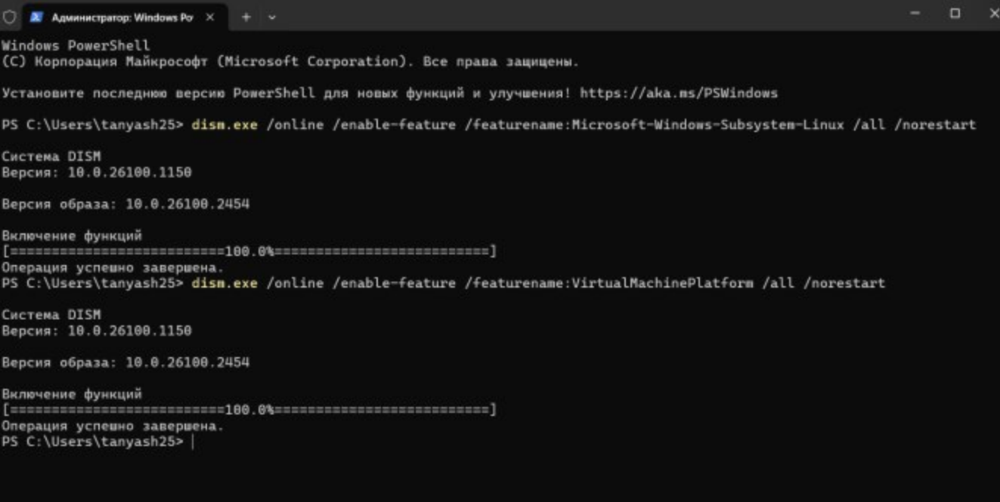 Администратор: Windows Po
Windows PowerShell
(C) Корпорация Майкрософт (Microsoft Corporation). Все права защищены.
Установите последнюю версию PowerShell для новых функций и улучшения! https://aka.ms/PSWindows
PS C:\Users\tanyash25> dism.exe /online /enable-feature /featurename:Microsoft-Windows-Subsystem-Linux /all /norestart
Cистема DISM
Версия: 10.0.26100.1150
Версия образа: 10.0.26100.2454
Включение функций
[==========================100.0%==========================]
Операция успешно завершена.
PS C:\Users\tanyash25> dism.exe /online /enable-feature /featurename:VirtualMachinePlatform /all /norestart
Cистема DISM
Версия: 10.0.26100.1150
Версия образа: 10.0.26100.2454
Включение функций
[==========================100.0%==========================]
Операция успешно завершена.
PS C:\Users\tanyash25>